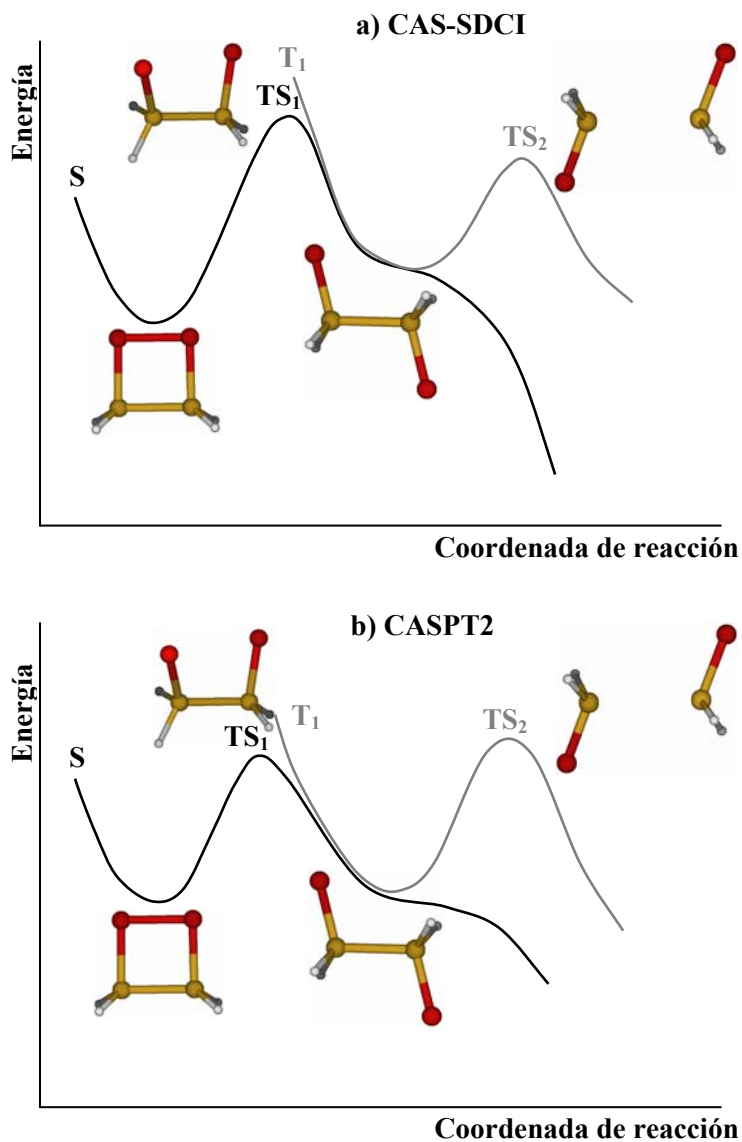 a) CAS-SDCI
Energía
T1
TS1
TS2
S
Coordenada de reacción
b) CASPT2
Energía
T1
TS1
TS2
S
Coordenada de reacción